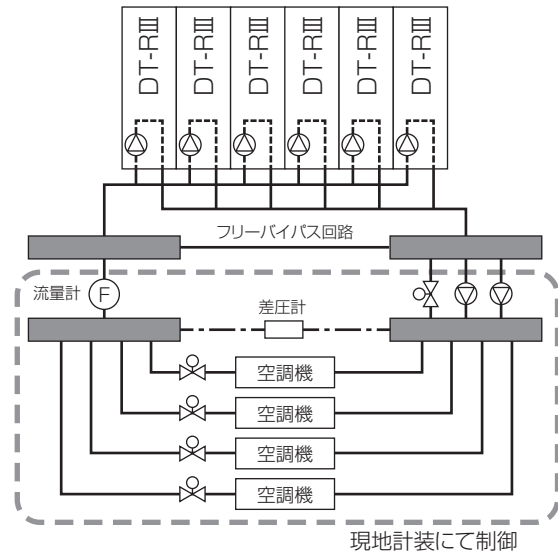 DT-RⅢ
DT-RⅢ
DT-RⅢ
DT-RⅢ
DT-RⅢ
DT-RⅢ
フリーバイパス回路
流量計
F
差圧計
空調機
空調機
空調機
空調機
現地計装にて制御